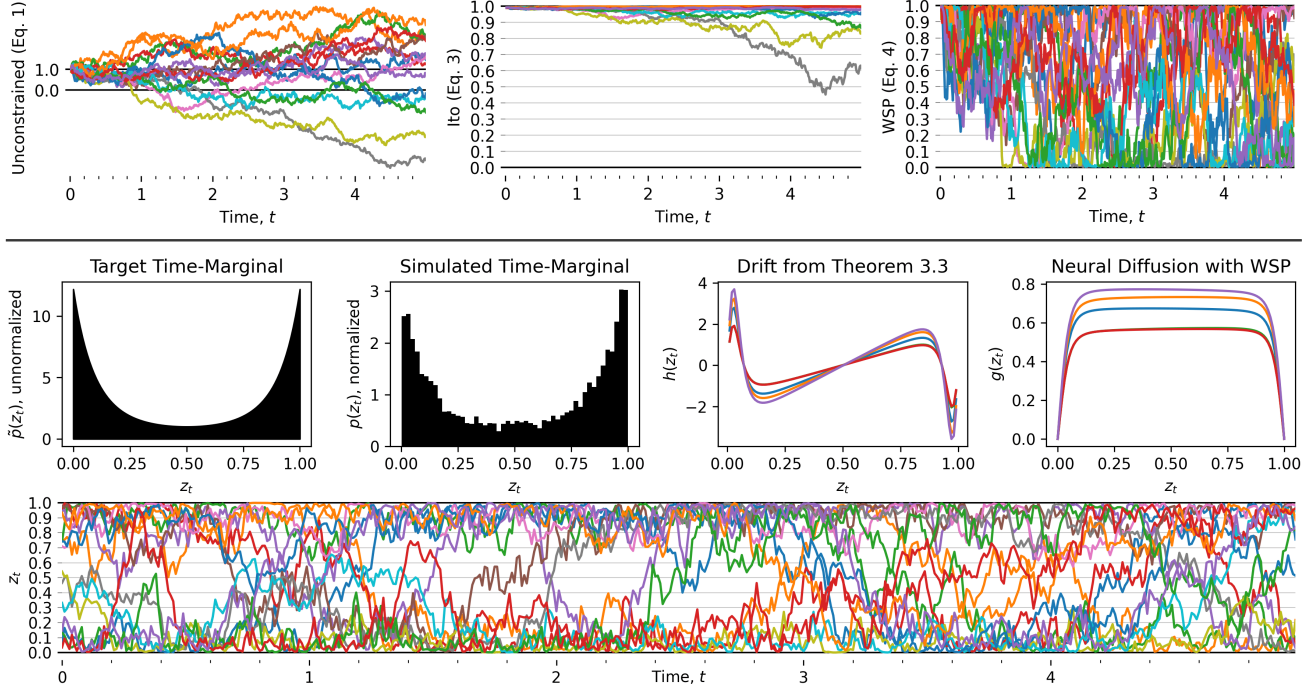 Unconstrained (Eq. 1)
1.0
0.0
0 1 2 3 4
Time, t
Ito (Eq. 3)
1.0
0.9
0.8
0.7
0.6
0.5
0.4
0.3
0.2
0.1
0.0
0 1 2 3 4
Time, t
WSP (Eq. 4)
1.0
0.9
0.8
0.7
0.6
0.5
0.4
0.3
0.2
0.1
0.0
0 1 2 3 4
Time, t
Target Time-Marginal
p̃(zₜ), unnormalized
10
5
0
0.00 0.25 0.50 0.75 1.00
zₜ
Simulated Time-Marginal
p(zₜ), normalized
3
2
1
0
0.00 0.25 0.50 0.75 1.00
zₜ
Drift from Theorem 3.3
h(zₜ)
4
2
0
−2
0.00 0.25 0.50 0.75 1.00
zₜ
Neural Diffusion with WSP
g(zₜ)
0.8
0.6
0.4
0.2
0.0
0.00 0.25 0.50 0.75 1.00
zₜ
zₜ
1.0
0.9
0.8
0.7
0.6
0.5
0.4
0.3
0.2
0.1
0.0
0 1 2 3 4
Time, t